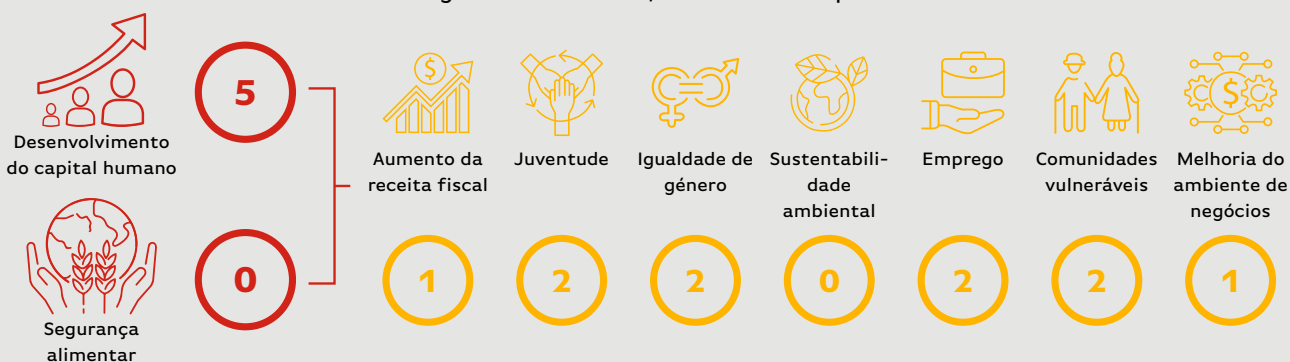 Desenvolvimento
do capital humano
5
Segurança
alimentar
0
$
Aumento da
receita fiscal
1
Juventude
2
Igualdade de
género
2
Sustentabili-
dade
ambiental
0
Emprego
2
Comunidades
vulneráveis
2
$
Melhoria do
ambiente de
negócios
1